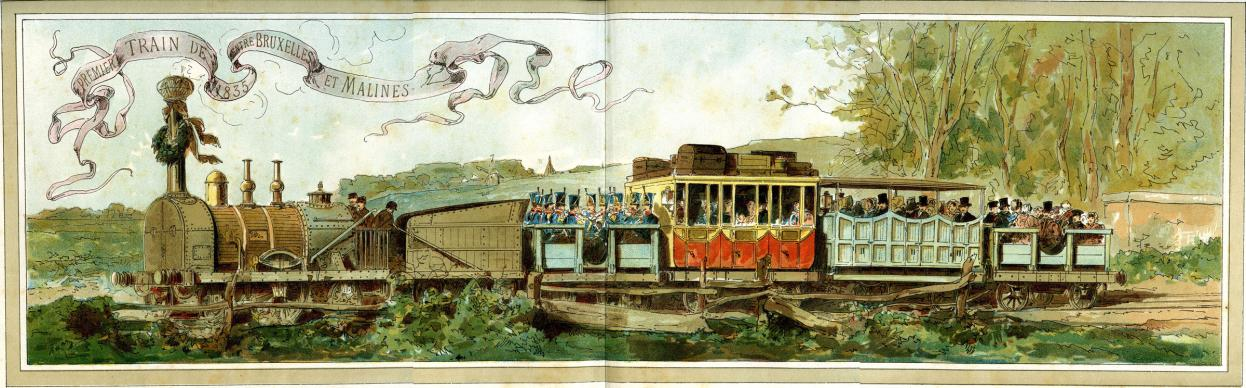 PREMIER
TRAIN DE
1835
ENTRE BRUXELLES
ET MALINES.